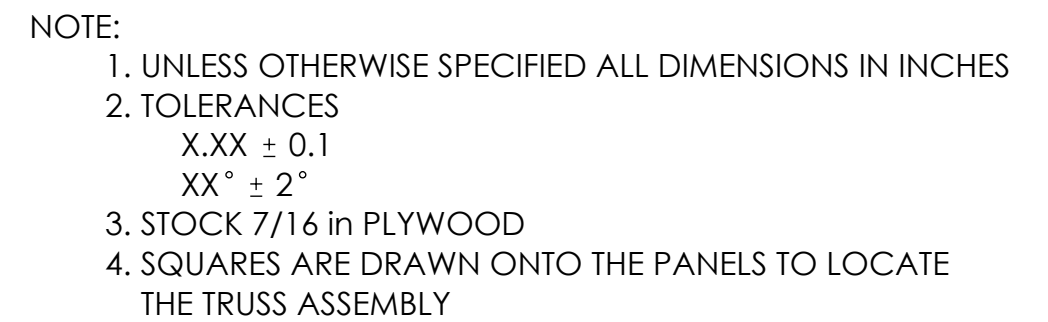 NOTE:
1. UNLESS OTHERWISE SPECIFIED ALL DIMENSIONS IN INCHES
2. TOLERANCES
X.XX ± 0.1
XX° ± 2°
3. STOCK 7/16 in PLYWOOD
4. SQUARES ARE DRAWN ONTO THE PANELS TO LOCATE
THE TRUSS ASSEMBLY